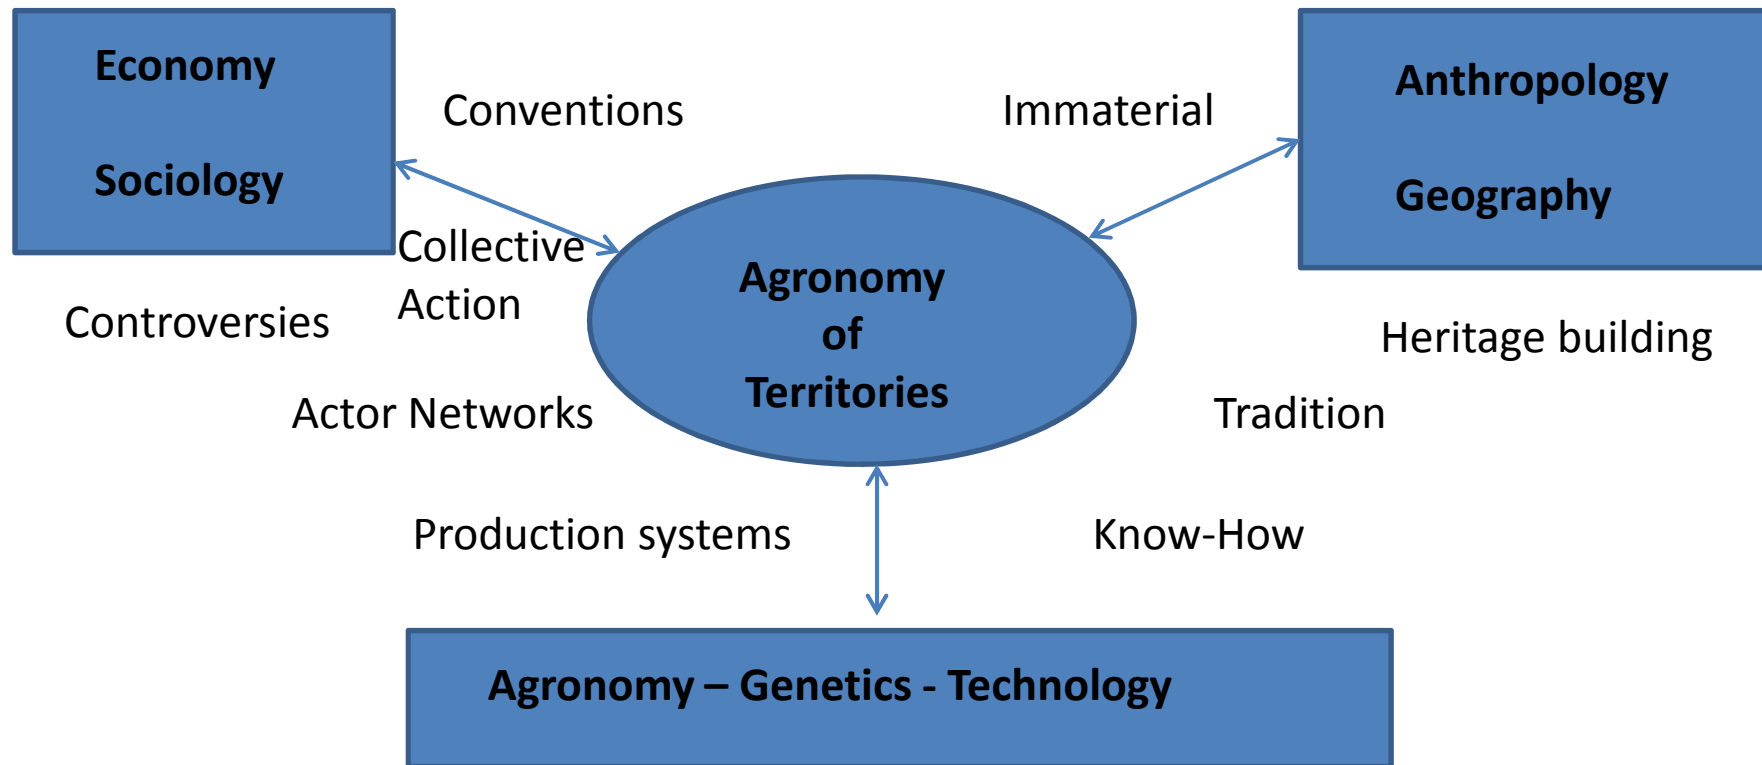 Economy
Sociology
Conventions
Immaterial
Anthropology
Geography
Collective
Action
Controversies
Agronomy
of
Territories
Heritage building
Actor Networks
Tradition
Production systems
Know-How
Agronomy – Genetics - Technology